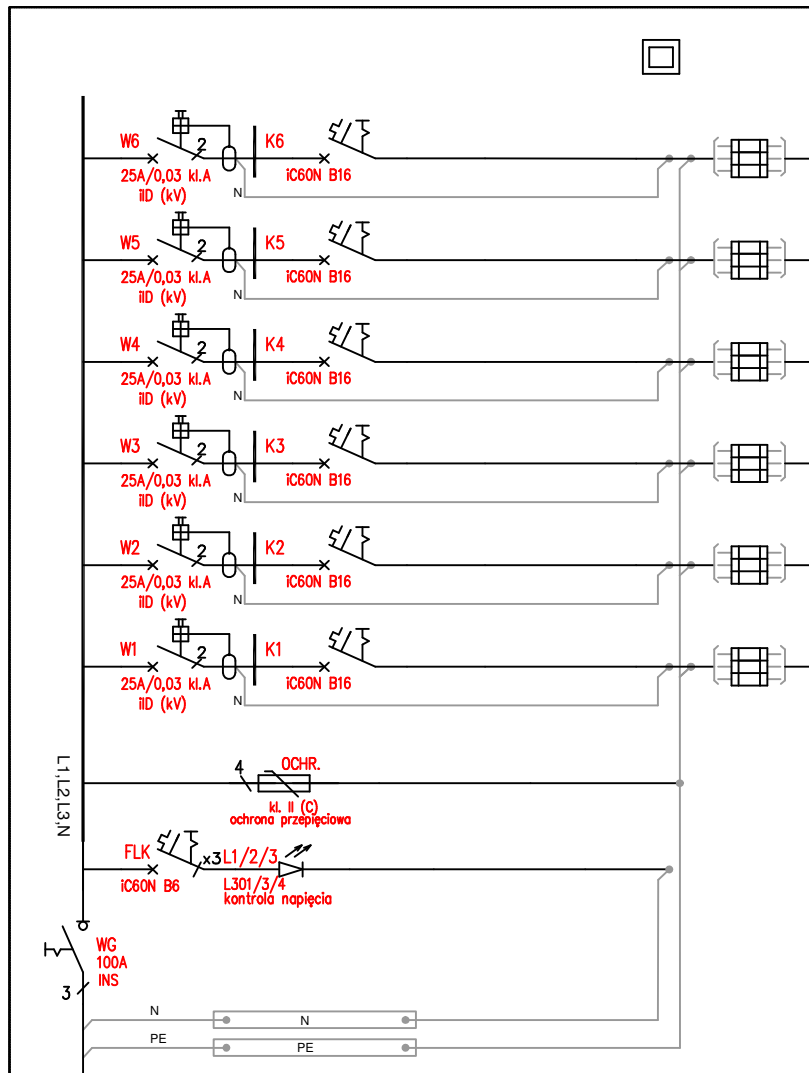 W6 2 K6
25A/0,03 kl.A iC60N B16
iID (kV) N
W5 2 K5
25A/0,03 kl.A iC60N B16
iID (kV) N
W4 2 K4
25A/0,03 kl.A iC60N B16
iID (kV) N
W3 2 K3
25A/0,03 kl.A iC60N B16
iID (kV) N
W2 2 K2
25A/0,03 kl.A iC60N B16
iID (kV) N
W1 2 K1
25A/0,03 kl.A iC60N B16
iID (kV) N
L1,L2,L3,N
4 OCHR.
kl. II (C)
ochrona przepięciowa
FLK x3 L1/2/3
iC60N B6 L301/3/4
kontrola napięcia
WG
100A
INS
3
N N
PE PE